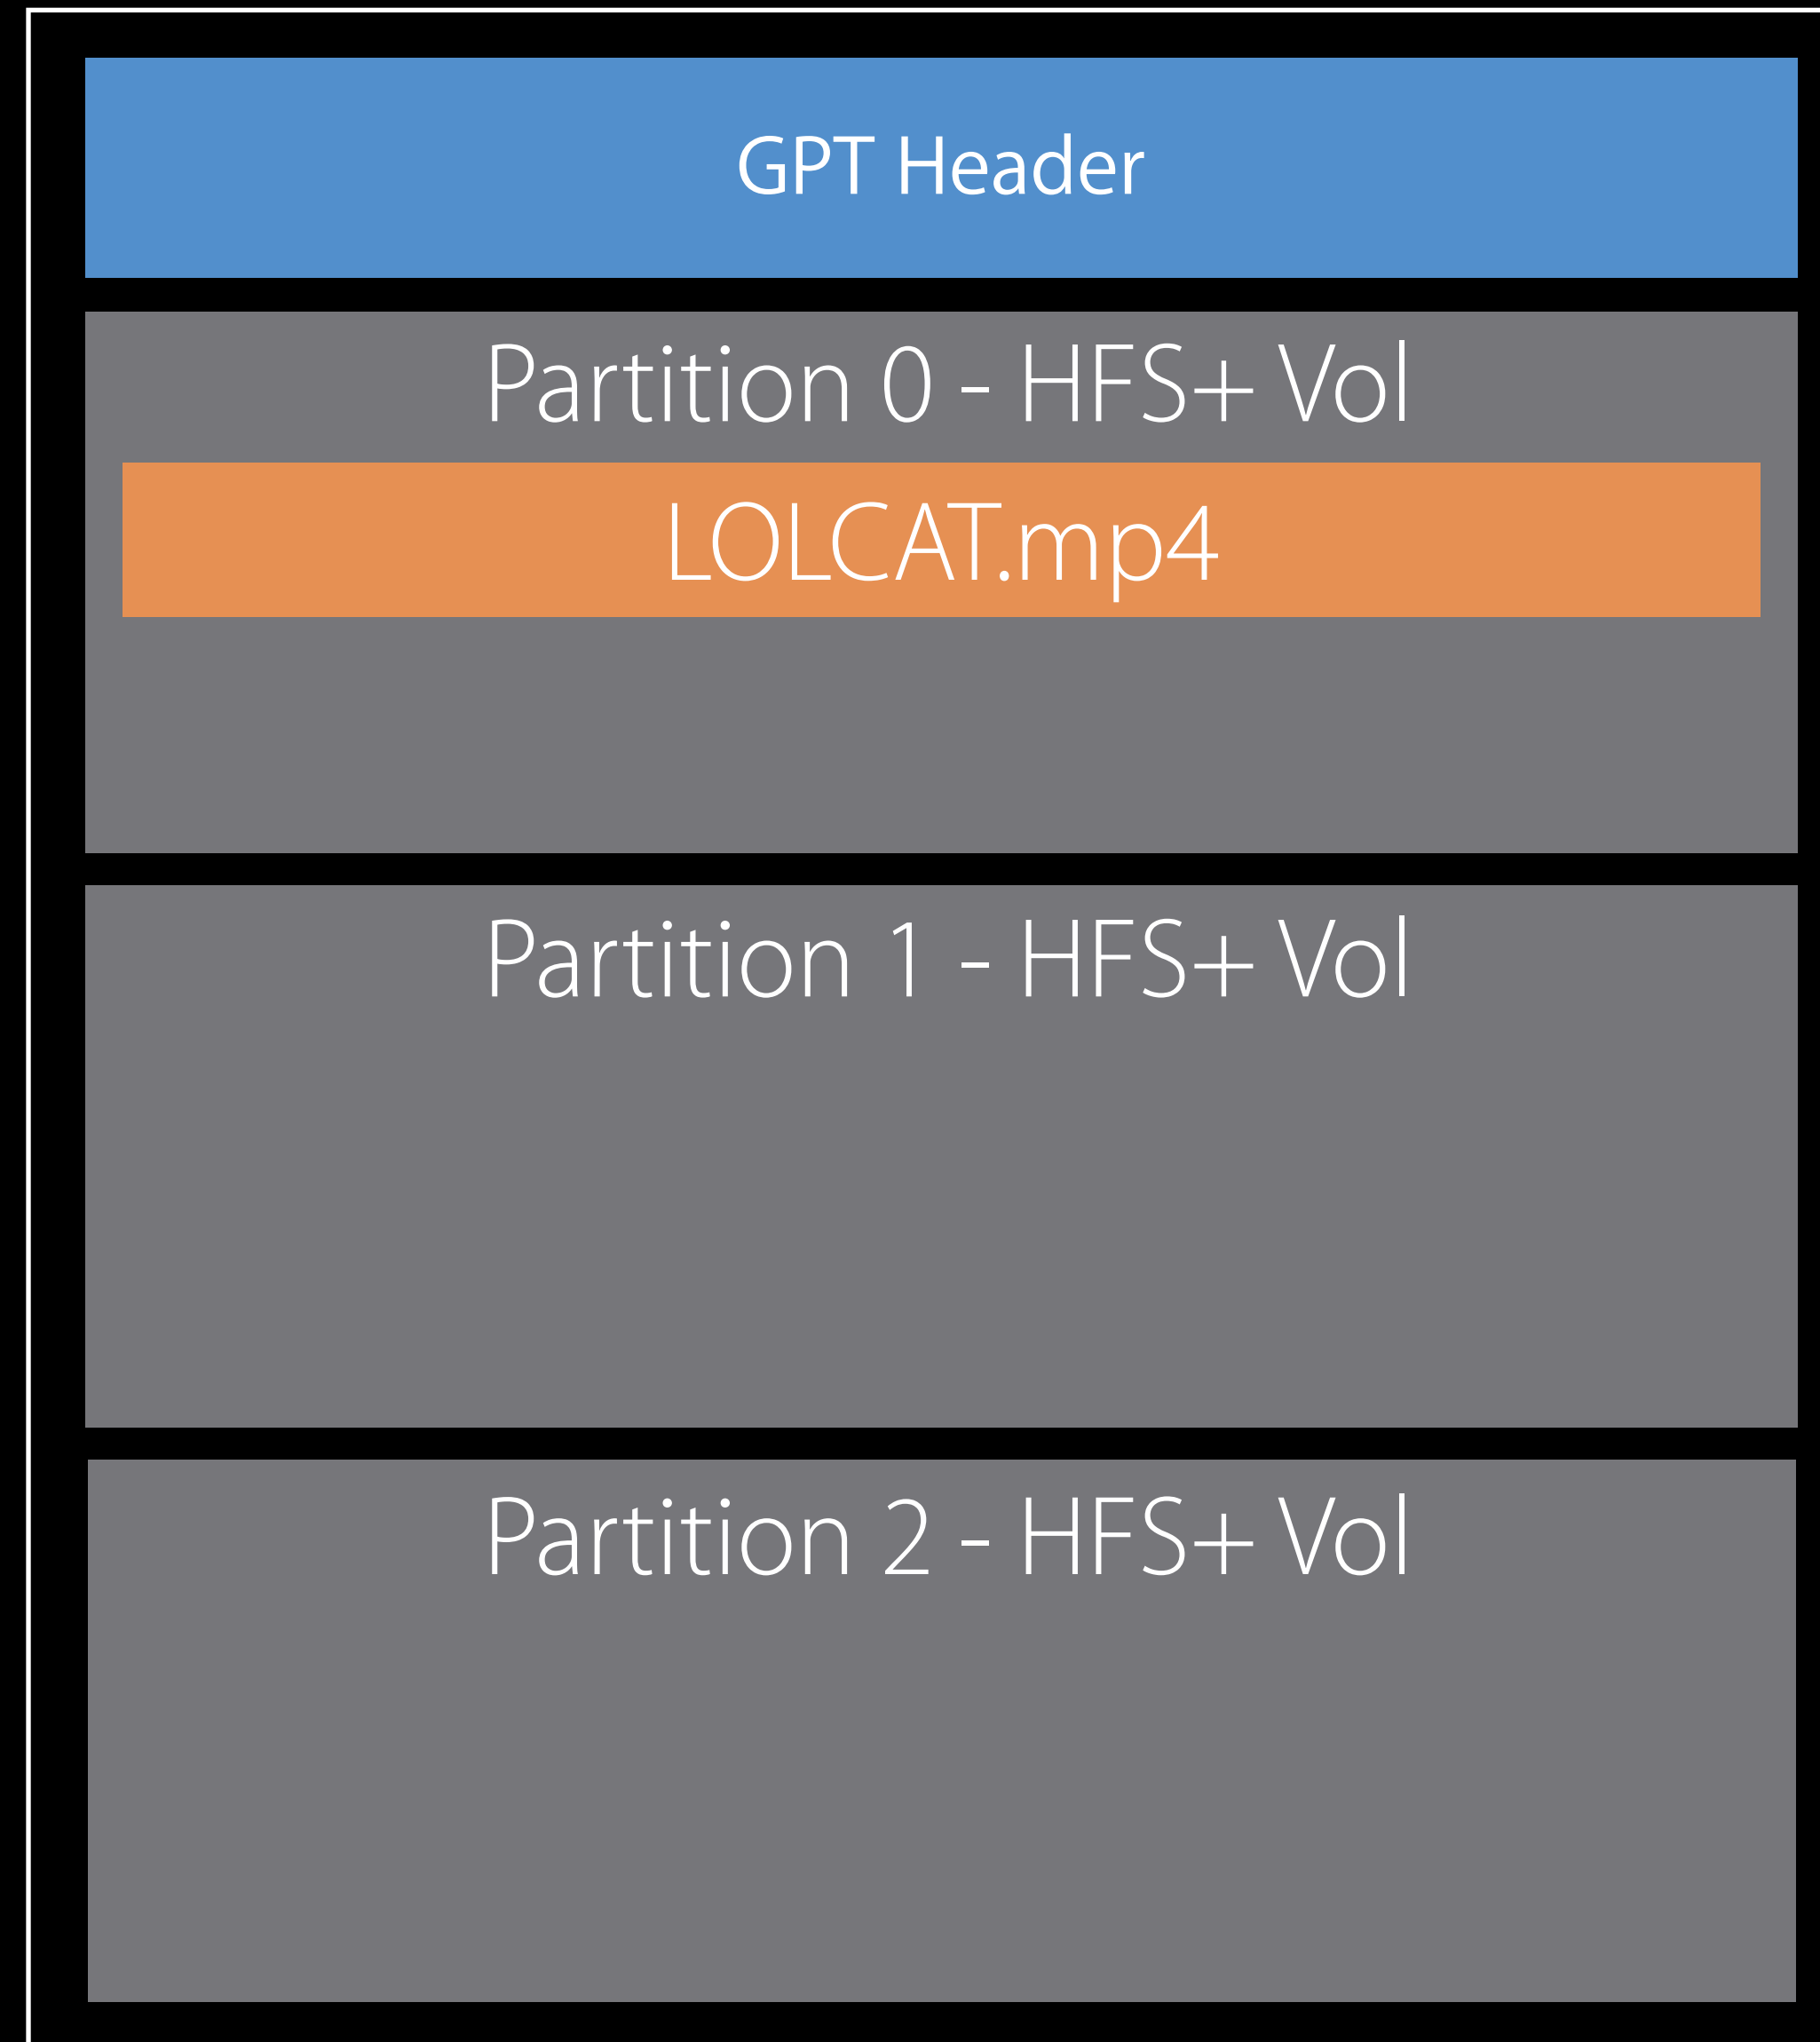 GPT Header
Partition 0 - HFS+ Vol
LOLCAT.mp4
Partition 1 - HFS+ Vol
Partition 2 - HFS+ Vol